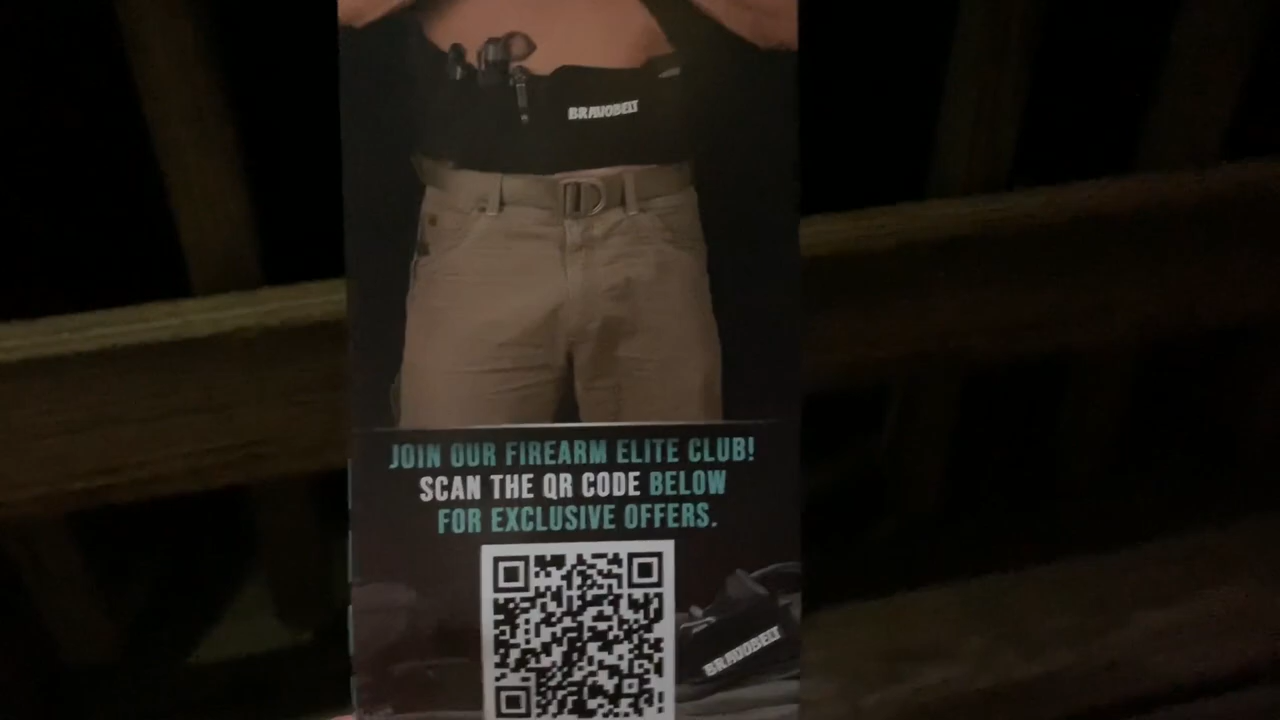 BRAVOBELT
JOIN OUR FIREARM ELITE CLUB!
SCAN THE QR CODE BELOW
FOR EXCLUSIVE OFFERS.
BRAVOBELT